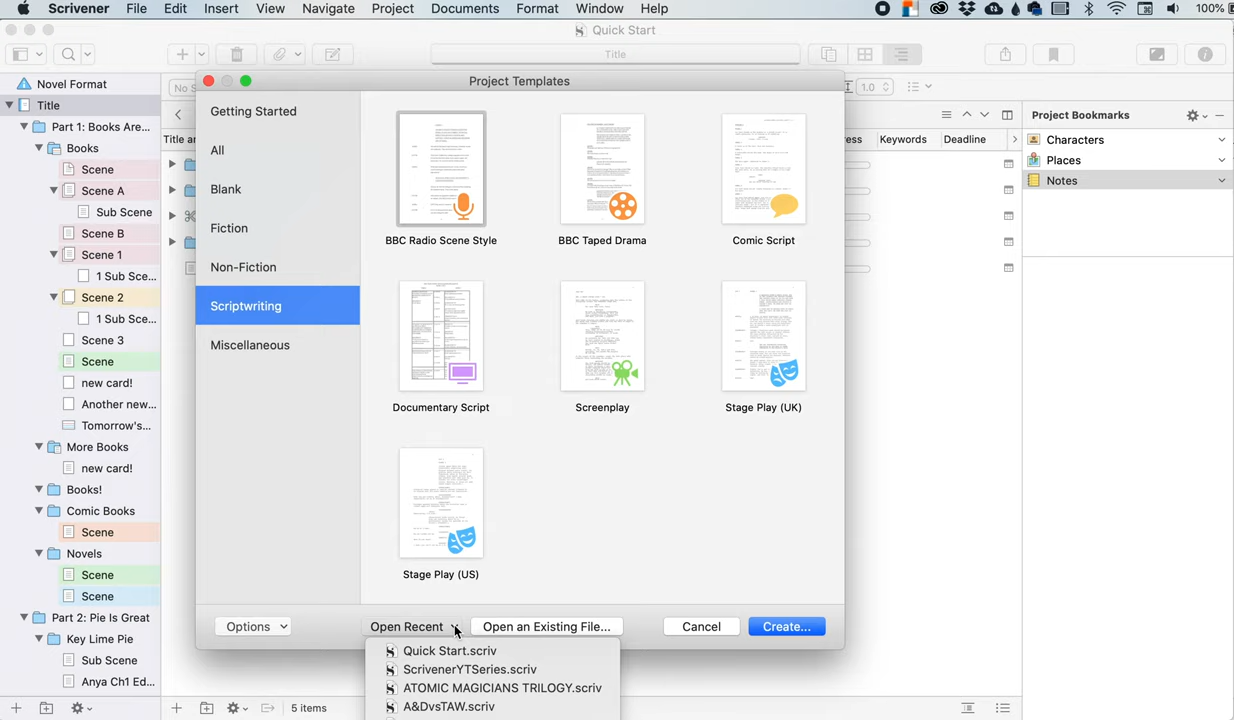 Scrivener File Edit Insert View Navigate Project Documents Format Window Help 100%
Quick Start
Title
Novel Format
Title
Part 1: Books Are...
Books
Scene
Scene A
Sub Scene
Scene B
Scene 1
1 Sub Sce...
Scene 2
1 Sub Sce...
Scene 3
Scene
new card!
Another new...
Tomorrow's...
More Books
new card!
Books!
Comic Books
Scene
Novels
Scene
Scene
Part 2: Pie Is Great
Key Lime Pie
Sub Scene
Anya Ch1 Ed...
No S
Title ar
Project Templates
Getting Started
All
Blank
Fiction
Non-Fiction
Scriptwriting
Miscellaneous
BBC Radio Scene Style
BBC Taped Drama
Comic Script
Documentary Script
Screenplay
Stage Play (UK)
Stage Play (US)
Options
Open Recent
Open an Existing File...
Cancel
Create...
Quick Start.scriv
ScrivenerYTSeries.scriv
ATOMIC MAGICIANS TRILOGY.scriv
A&DvsTAW.scriv
1.0
ess Keywords Deadline
Project Bookmarks
Characters
Places
Notes
5 items